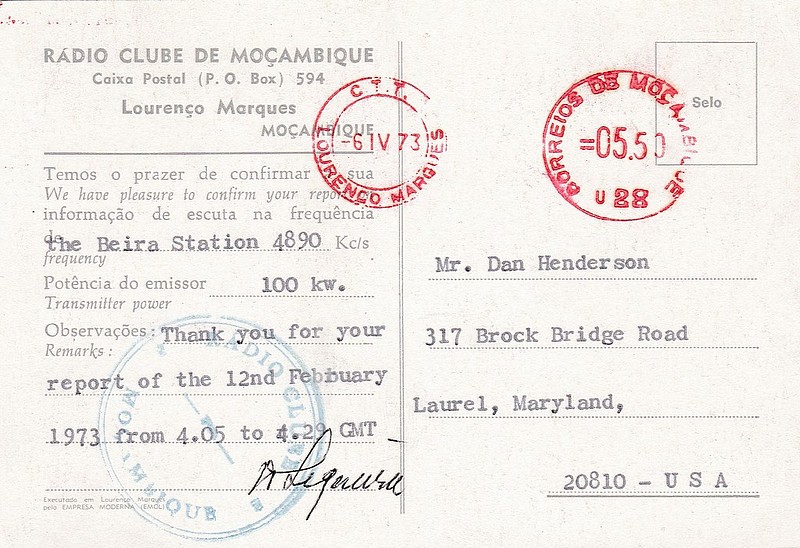 RÁDIO CLUBE DE MOÇAMBIQUE
Caixa Postal (P. O. Box) 594
Lourenço Marques
MOÇAMBIQUE
Temos o prazer de confirmar a sua
We have pleasure to confirm your report
informação de escuta na frequência
de
the Beira Station 4890 Kc/s
frequency
Potência do emissor 100 kw.
Transmitter power
Observações : Thank you for your
Remarks :
report of the 12nd February
1973 from 4.05 to 4.29 GMT
Executado em Lourenço Marques
pela EMPRESA MODERNA (EMOL)
RÁDIO CLUBE
MOÇAMBIQUE
C.T.T.
-6 IV 73
LOURENÇO MARQUES
CORREIOS DE MOÇAMBIQUE
=05.50
U 28
Selo
Mr. Dan Henderson
317 Brock Bridge Road
Laurel, Maryland,
20810 - U S A